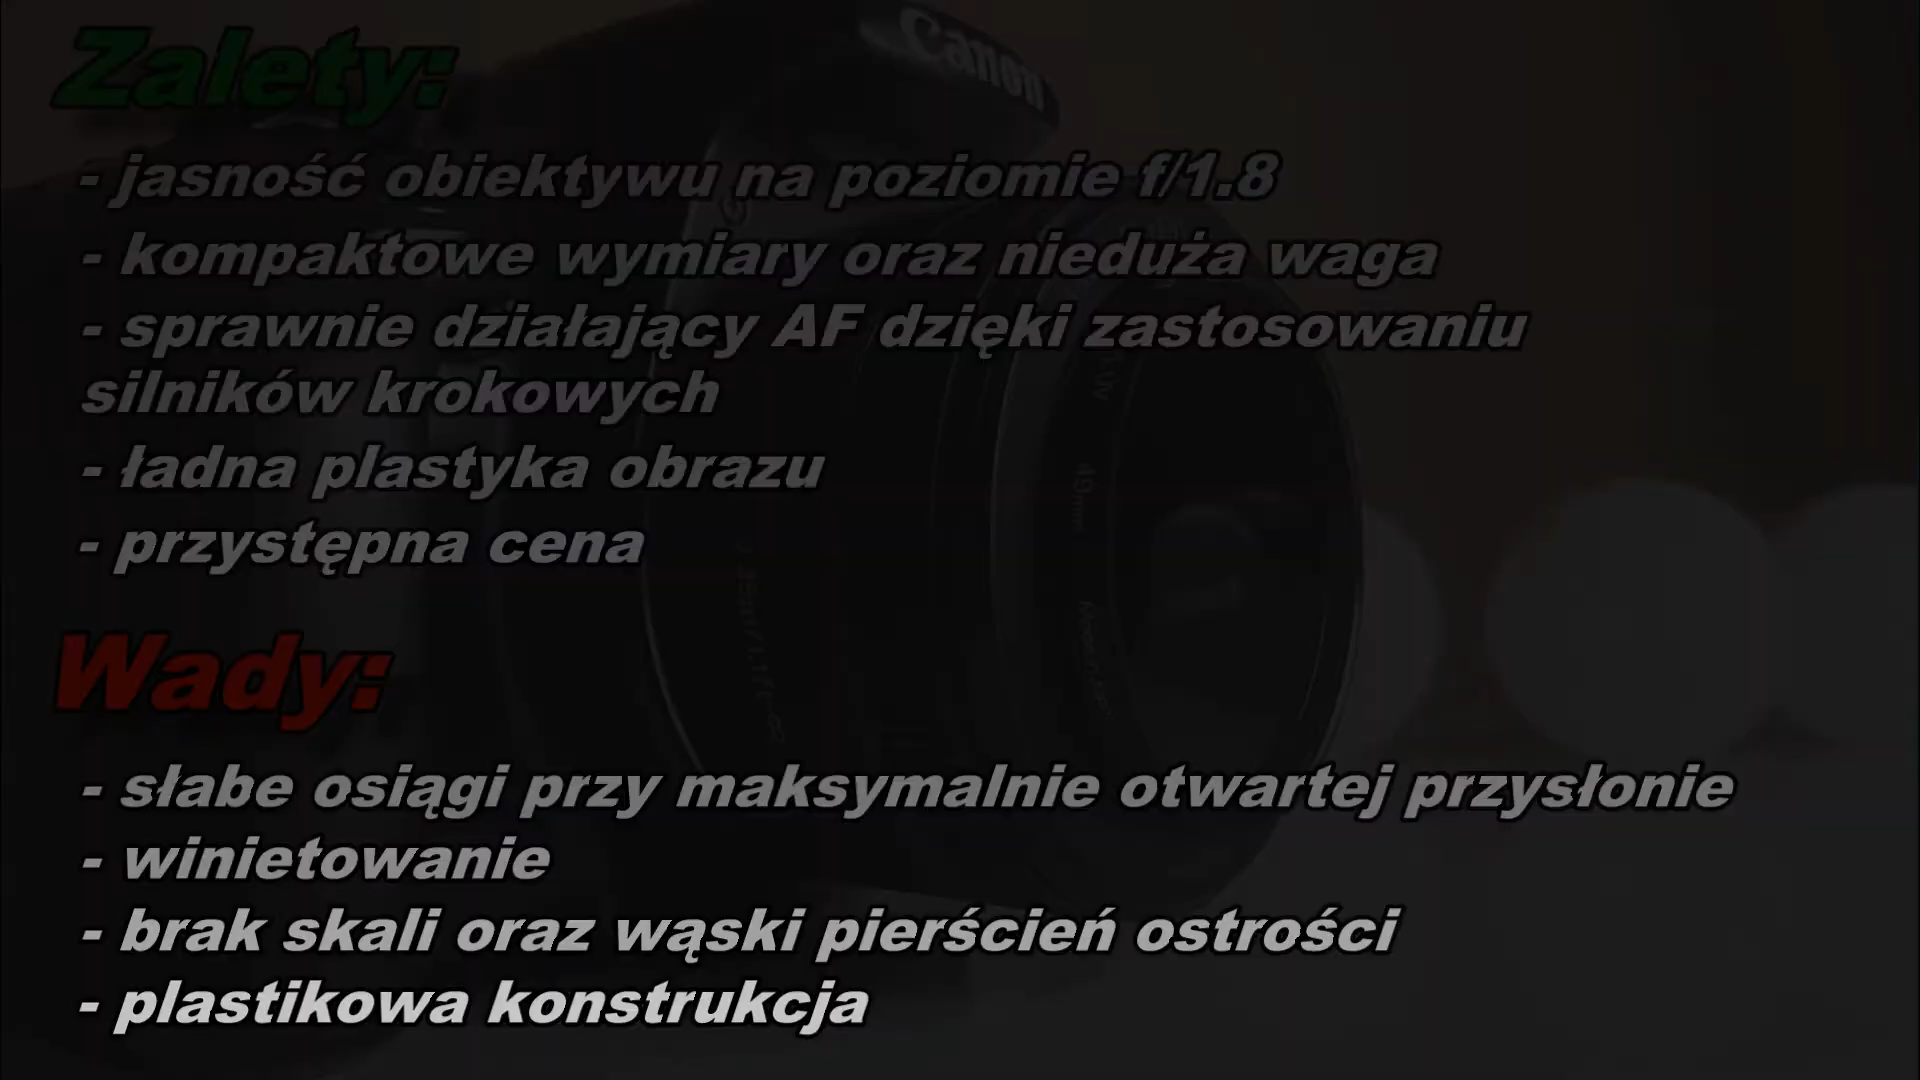 Canon
Zalety:
- jasność obiektywu na poziomie f/1.8
- kompaktowe wymiary oraz nieduża waga
- sprawnie działający AF dzięki zastosowaniu
silników krokowych
- ładna plastyka obrazu
- przystępna cena
49mm
Wady:
- słabe osiągi przy maksymalnie otwartej przysłonie
- winietowanie
- brak skali oraz wąski pierścień ostrości
- plastikowa konstrukcja